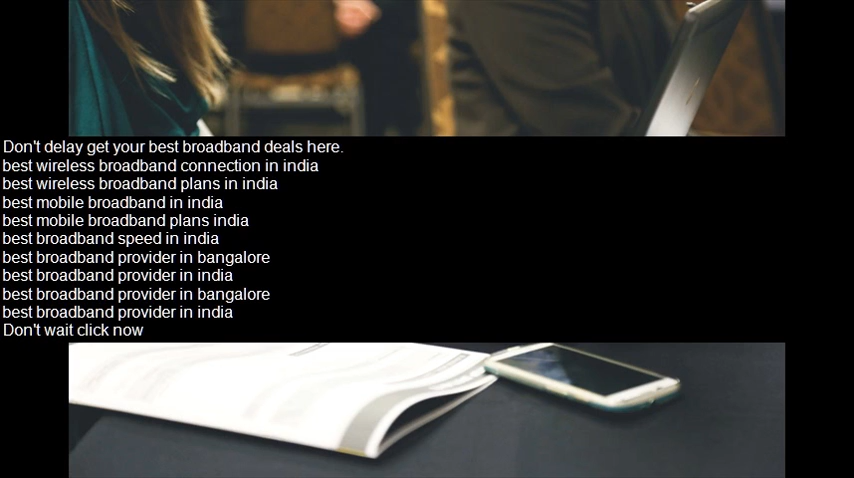 Don't delay get your best broadband deals here.
best wireless broadband connection in india
best wireless broadband plans in india
best mobile broadband in india
best mobile broadband plans india
best broadband speed in india
best broadband provider in bangalore
best broadband provider in india
best broadband provider in bangalore
best broadband provider in india
Don't wait click now